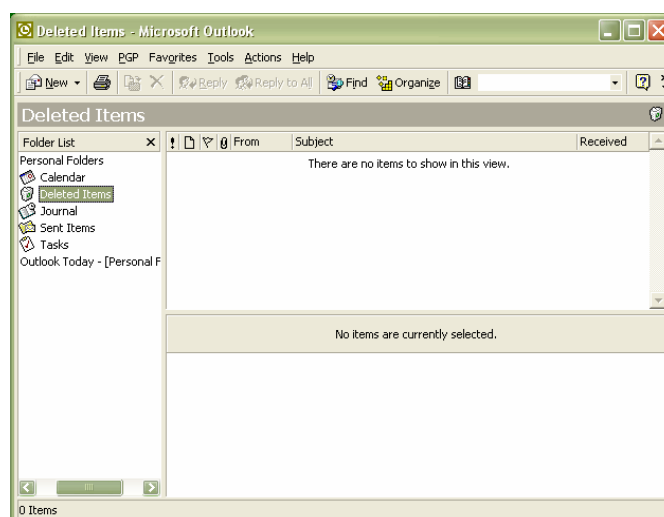 Deleted Items - Microsoft Outlook
File Edit View PGP Favorites Tools Actions Help
New Reply Reply to All Find Organize
Deleted Items
Folder List ! From Subject Received
Personal Folders
Calendar
Deleted Items
Journal
Sent Items
Tasks
Outlook Today - [Personal F
There are no items to show in this view.
No items are currently selected.
0 Items